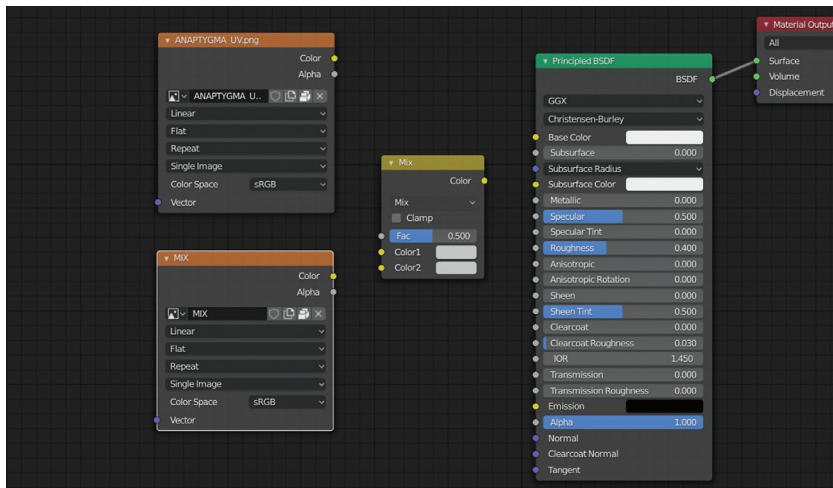 ANAPTYGMA UV.png
Color
Alpha
ANAPTYGMA U..
Linear
Flat
Repeat
Single Image
Color Space sRGB
Vector
MIX
Color
Alpha
MIX
Linear
Flat
Repeat
Single Image
Color Space sRGB
Vector
Mix
Color
Mix
Clamp
Fac 0.500
Color1
Color2
Principled BSDF
BSDF
GGX
Christensen-Burley
Base Color
Subsurface 0.000
Subsurface Radius
Subsurface Color
Metallic 0.000
Specular 0.500
Specular Tint 0.000
Roughness 0.400
Anisotropic 0.000
Anisotropic Rotation 0.000
Sheen 0.000
Sheen Tint 0.500
Clearcoat 0.000
Clearcoat Roughness 0.030
IOR 1.450
Transmission 0.000
Transmission Roughness 0.000
Emission
Alpha 1.000
Normal
Clearcoat Normal
Tangent
Material Output
All
Surface
Volume
Displacement